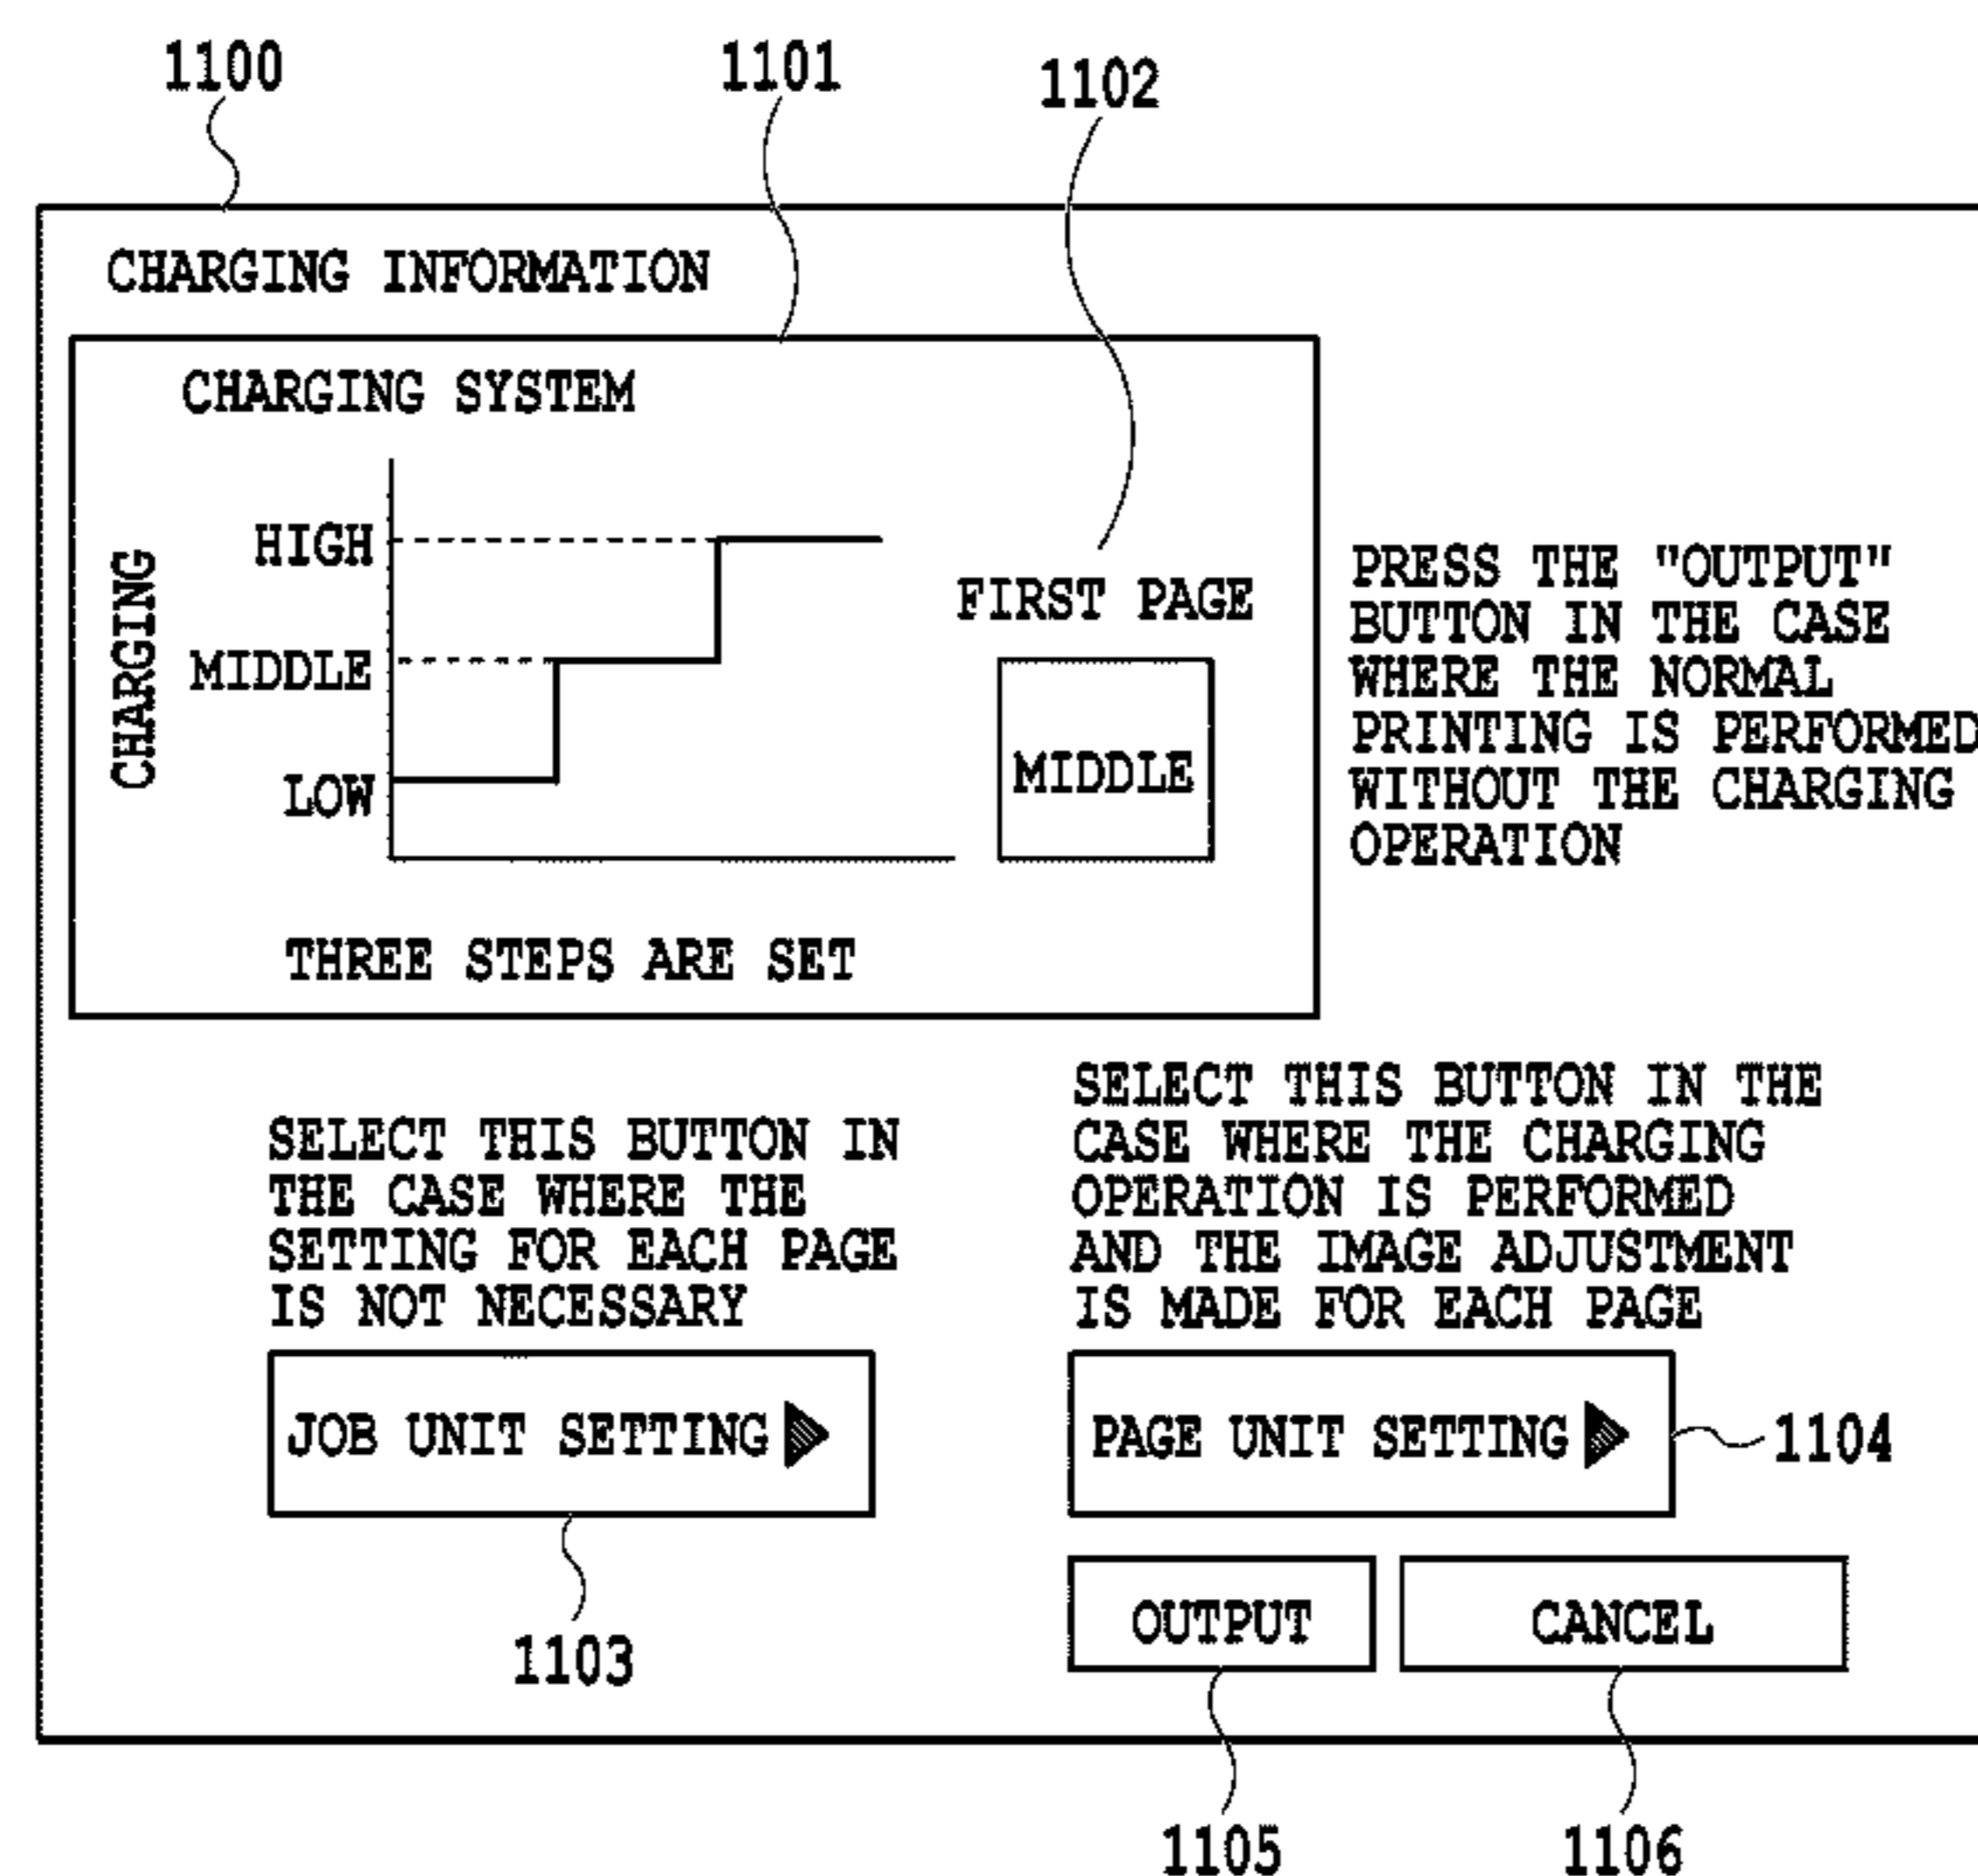 1100
1101
1102
CHARGING INFORMATION
CHARGING SYSTEM
CHARGING
HIGH
MIDDLE
LOW
FIRST PAGE
MIDDLE
THREE STEPS ARE SET
PRESS THE "OUTPUT"
BUTTON IN THE CASE
WHERE THE NORMAL
PRINTING IS PERFORMED
WITHOUT THE CHARGING
OPERATION
SELECT THIS BUTTON IN
THE CASE WHERE THE
SETTING FOR EACH PAGE
IS NOT NECESSARY
JOB UNIT SETTING
1103
SELECT THIS BUTTON IN THE
CASE WHERE THE CHARGING
OPERATION IS PERFORMED
AND THE IMAGE ADJUSTMENT
IS MADE FOR EACH PAGE
PAGE UNIT SETTING
1104
OUTPUT
CANCEL
1105
1106